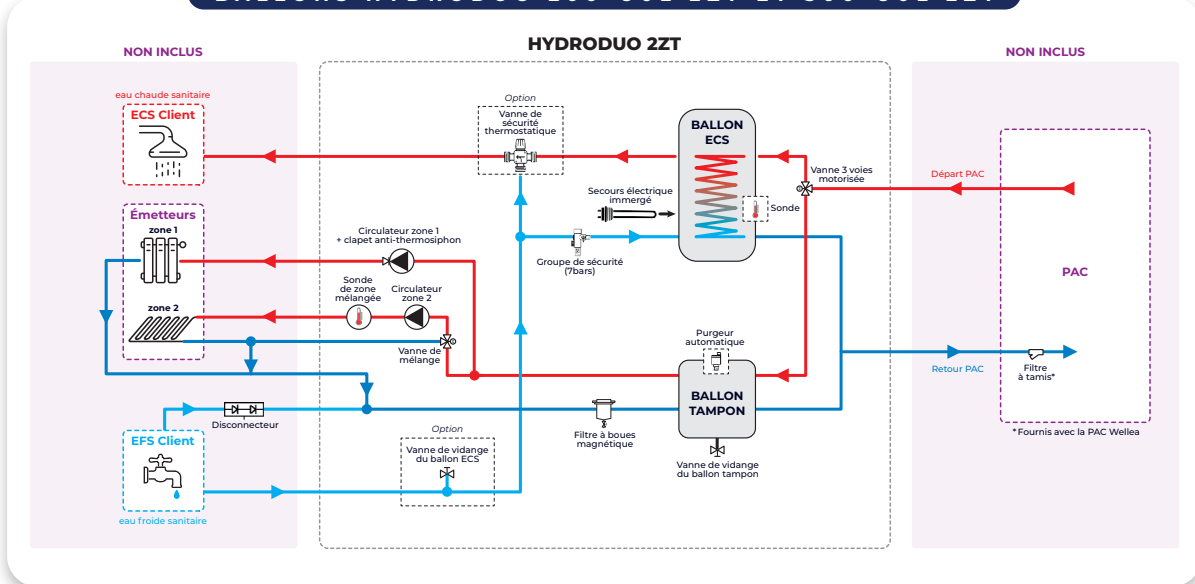 HYDRODUO 2ZT
NON INCLUS
NON INCLUS
eau chaude sanitaire
ECS Client
Option
Vanne de
sécurité
thermostatique
BALLON
ECS
Vanne 3 voies
motorisée
Départ PAC
Secours électrique
immergé
Sonde
Émetteurs
zone 1
Circulateur zone 1
+ clapet anti-thermosiphon
Groupe de sécurité
(7bars)
PAC
Sonde
de zone
mélangée
Circulateur
zone 2
zone 2
Vanne de
mélange
Purgeur
automatique
Retour PAC
Filtre
à tamis*
BALLON
TAMPON
Disconnecteur
Filtre à boues
magnétique
*Fournis avec la PAC Wellea
EFS Client
Option
Vanne de vidange
du ballon ECS
Vanne de vidange
du ballon tampon
eau froide sanitaire